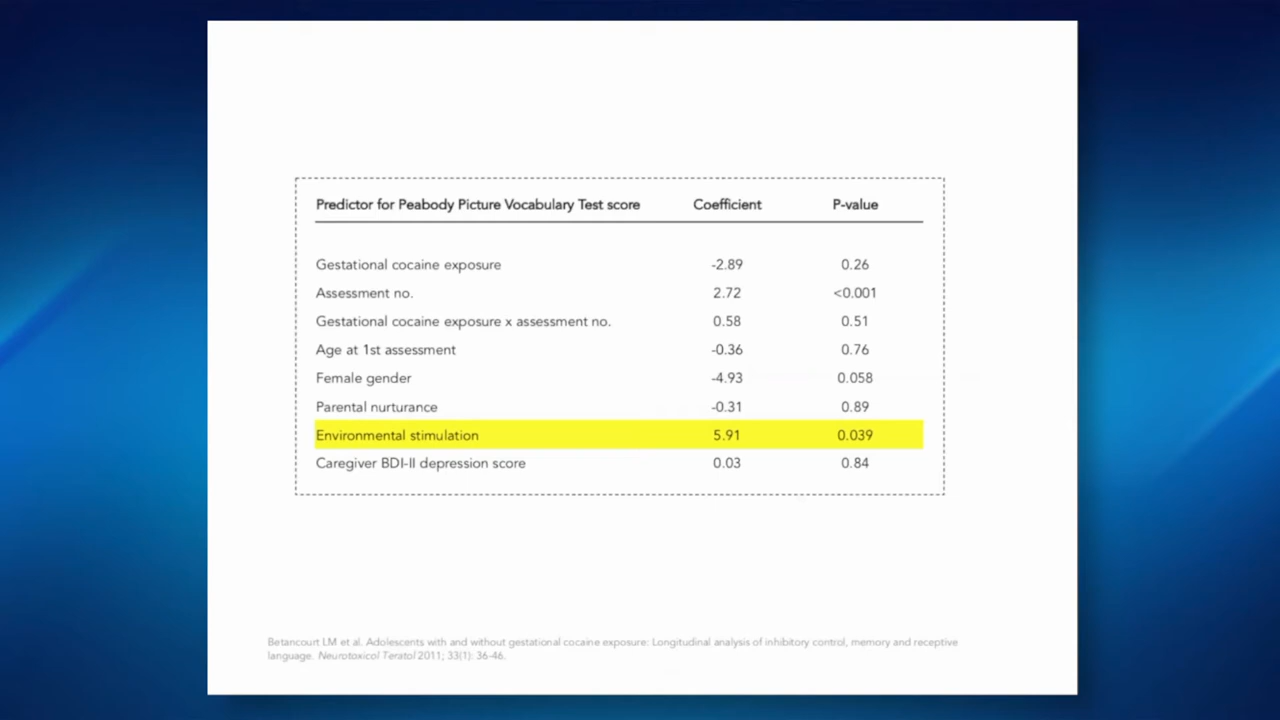 Predictor for Peabody Picture Vocabulary Test score Coefficient P-value
Gestational cocaine exposure -2.89 0.26
Assessment no. 2.72 <0.001
Gestational cocaine exposure x assessment no. 0.58 0.51
Age at 1st assessment -0.36 0.76
Female gender -4.93 0.058
Parental nurturance -0.31 0.89
Environmental stimulation 5.91 0.039
Caregiver BDI-II depression score 0.03 0.84
Betancourt LM et al. Adolescents with and without gestational cocaine exposure: Longitudinal analysis of inhibitory control, memory and receptive
language. Neurotoxicol Teratol 2011; 33(1): 36-46.